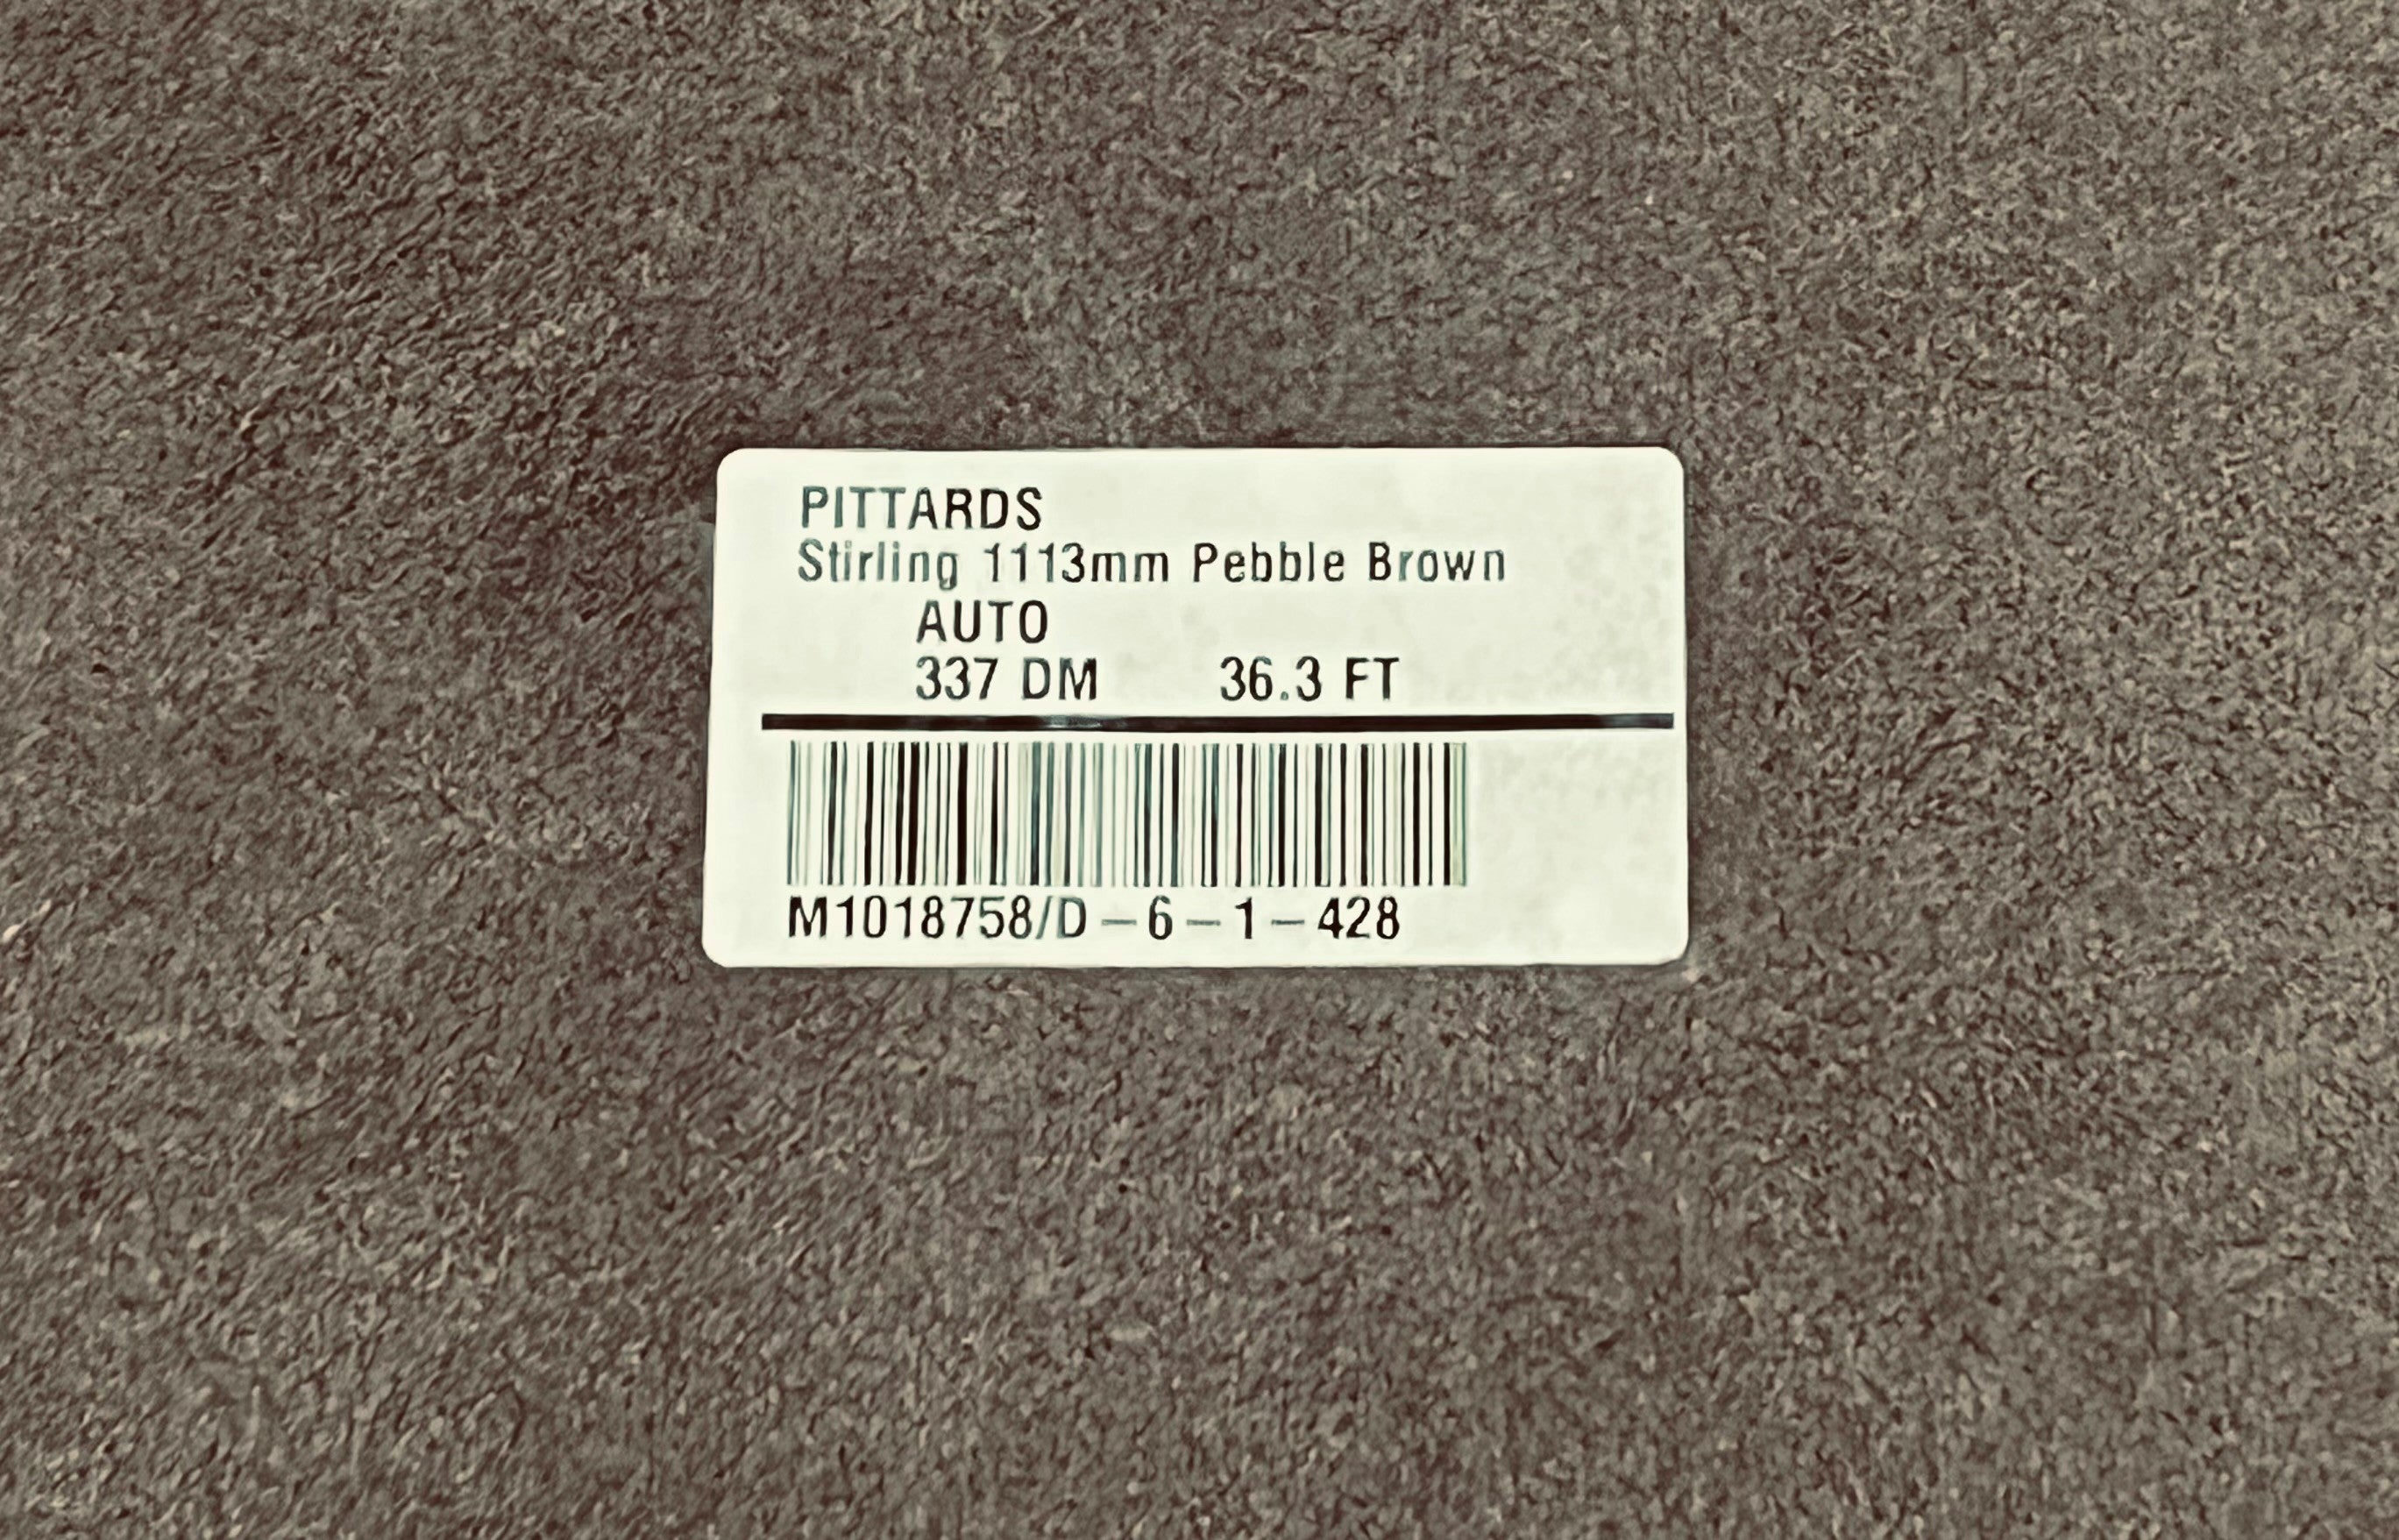 PITTARDS
Stirling 1113mm Pebble Brown
AUTO
337 DM 36.3 FT
M1018758/D - 6 - 1 - 428